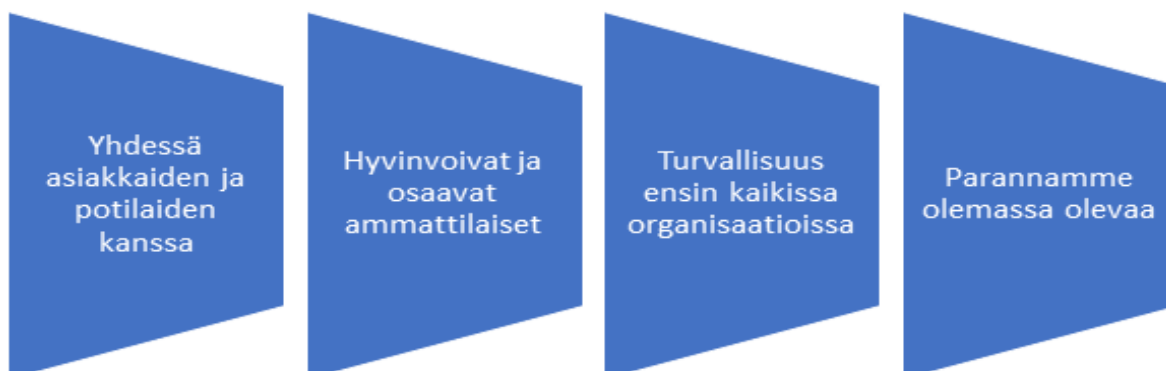 Yhdessä
asiakkaiden ja
potilaiden
kanssa
Hyvinvoivat ja
osaavat
ammattilaiset
Turvallisuus
ensin kaikissa
organisaatioissa
Parannamme
olemassa olevaa